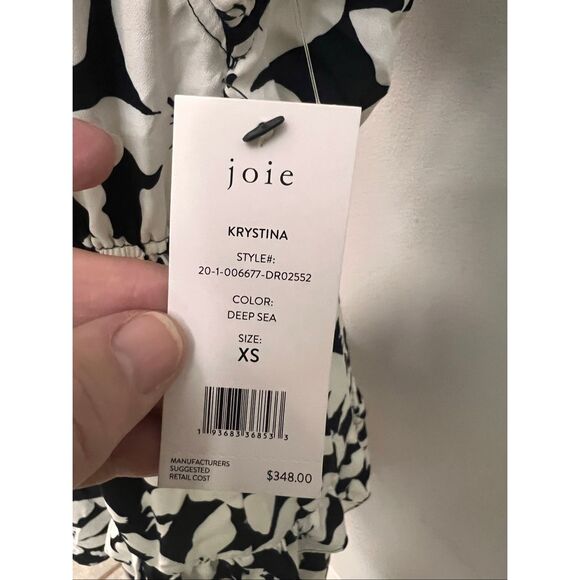 joie
KRYSTINA
STYLE#:
20-1-006677-DR02552
COLOR:
DEEP SEA
SIZE:
XS
1 93683 36853 3
MANUFACTURERS
SUGGESTED
RETAIL COST
$348.00